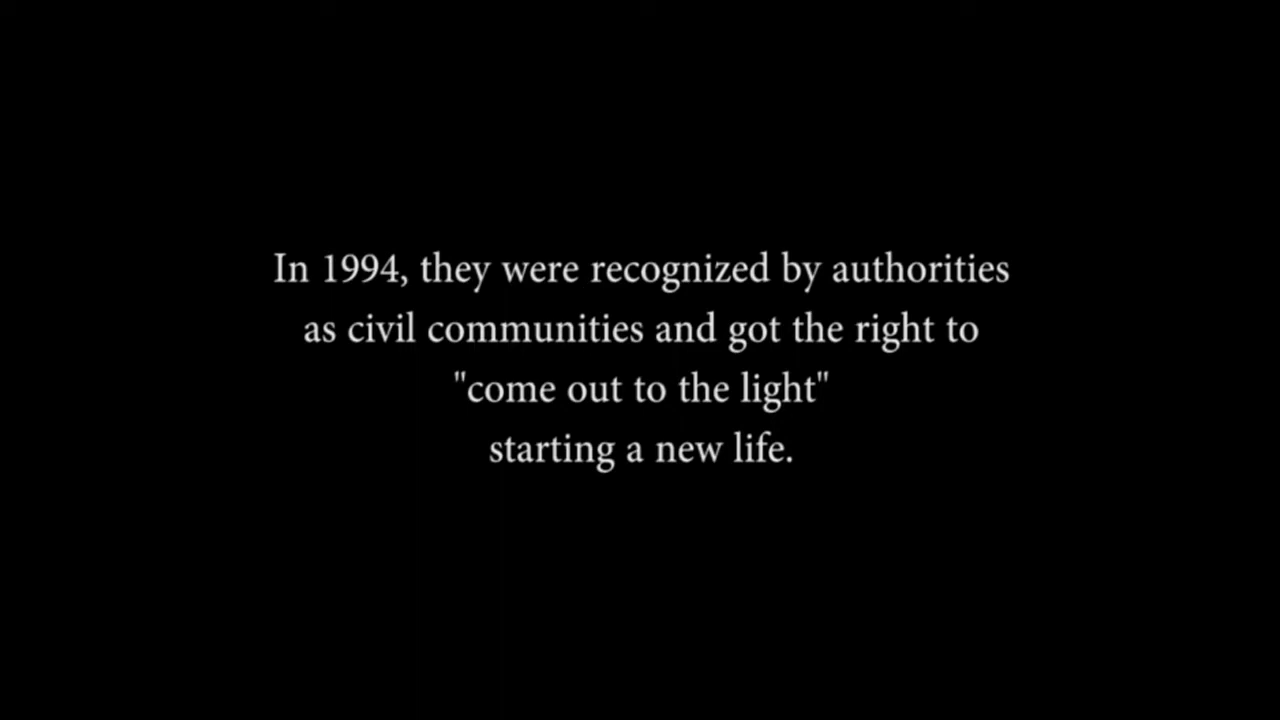 In 1994, they were recognized by authorities
as civil communities and got the right to
"come out to the light"
starting a new life.